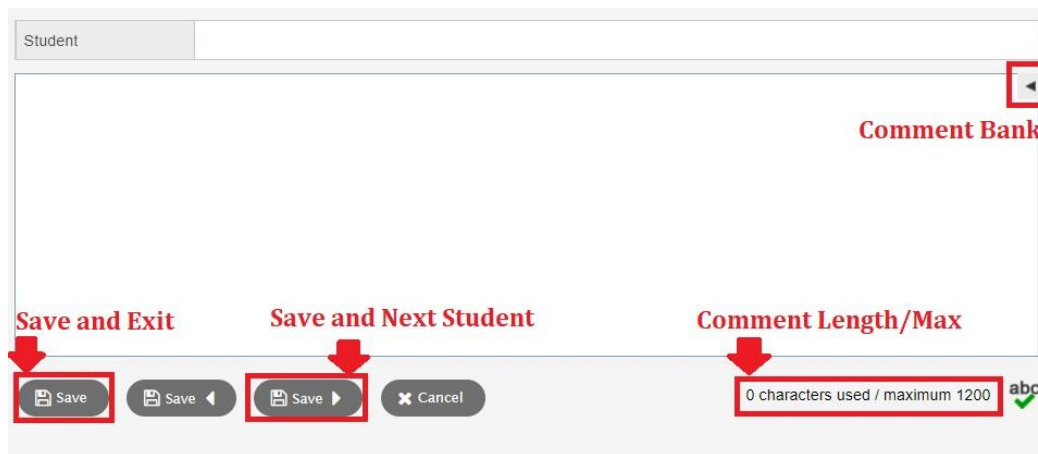 Student
Comment Bank
Save and Exit
Save and Next Student
Comment Length/Max
Save
Save
Save
Cancel
0 characters used / maximum 1200
abc